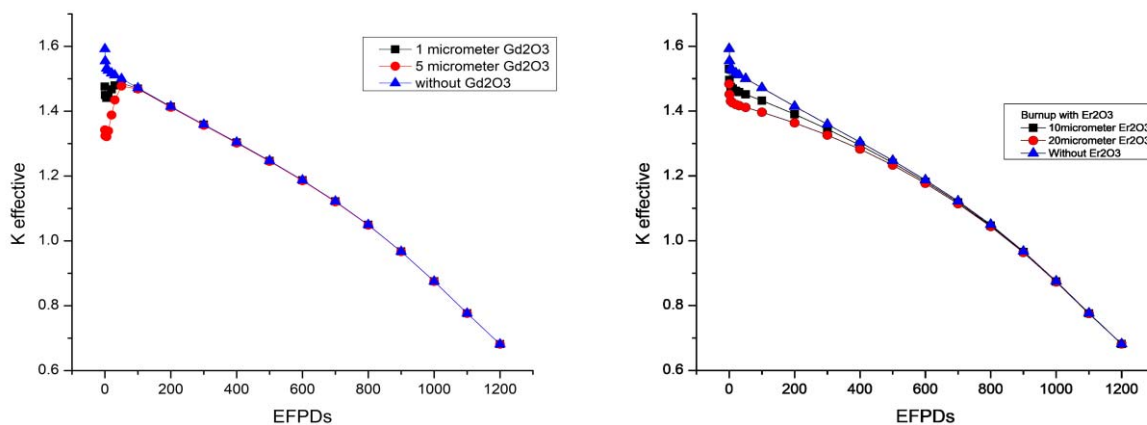 1.6
1.4
1.2
1.0
0.8
0.6
K effective
1 micrometer Gd2O3
5 micrometer Gd2O3
without Gd2O3
0 200 400 600 800 1000 1200
EFPDs
1.6
1.4
1.2
1.0
0.8
0.6
K effective
Burnup with Er2O3
10micrometer Er2O3
20micrometer Er2O3
Without Er2O3
0 200 400 600 800 1000 1200
EFPDs